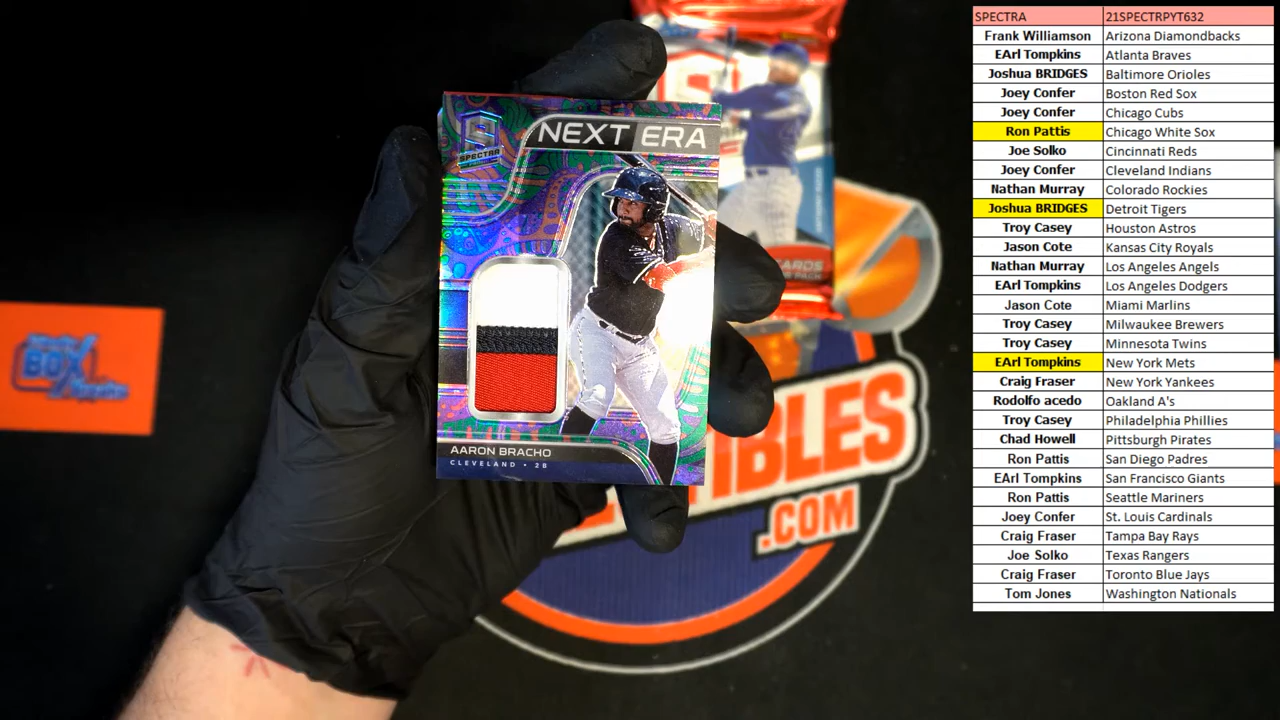 SPECTRA
NEXT ERA
AARON BRACHO
CLEVELAND • 2B
CARDS
PER PACK
BOX
TIBLES
.COM
SPECTRA 21SPECTRPYT632
Frank Williamson Arizona Diamondbacks
EArl Tompkins Atlanta Braves
Joshua BRIDGES Baltimore Orioles
Joey Confer Boston Red Sox
Joey Confer Chicago Cubs
Ron Pattis Chicago White Sox
Joe Solko Cincinnati Reds
Joey Confer Cleveland Indians
Nathan Murray Colorado Rockies
Joshua BRIDGES Detroit Tigers
Troy Casey Houston Astros
Jason Cote Kansas City Royals
Nathan Murray Los Angeles Angels
EArl Tompkins Los Angeles Dodgers
Jason Cote Miami Marlins
Troy Casey Milwaukee Brewers
Troy Casey Minnesota Twins
EArl Tompkins New York Mets
Craig Fraser New York Yankees
Rodolfo acedo Oakland A's
Troy Casey Philadelphia Phillies
Chad Howell Pittsburgh Pirates
Ron Pattis San Diego Padres
EArl Tompkins San Francisco Giants
Ron Pattis Seattle Mariners
Joey Confer St. Louis Cardinals
Craig Fraser Tampa Bay Rays
Joe Solko Texas Rangers
Craig Fraser Toronto Blue Jays
Tom Jones Washington Nationals